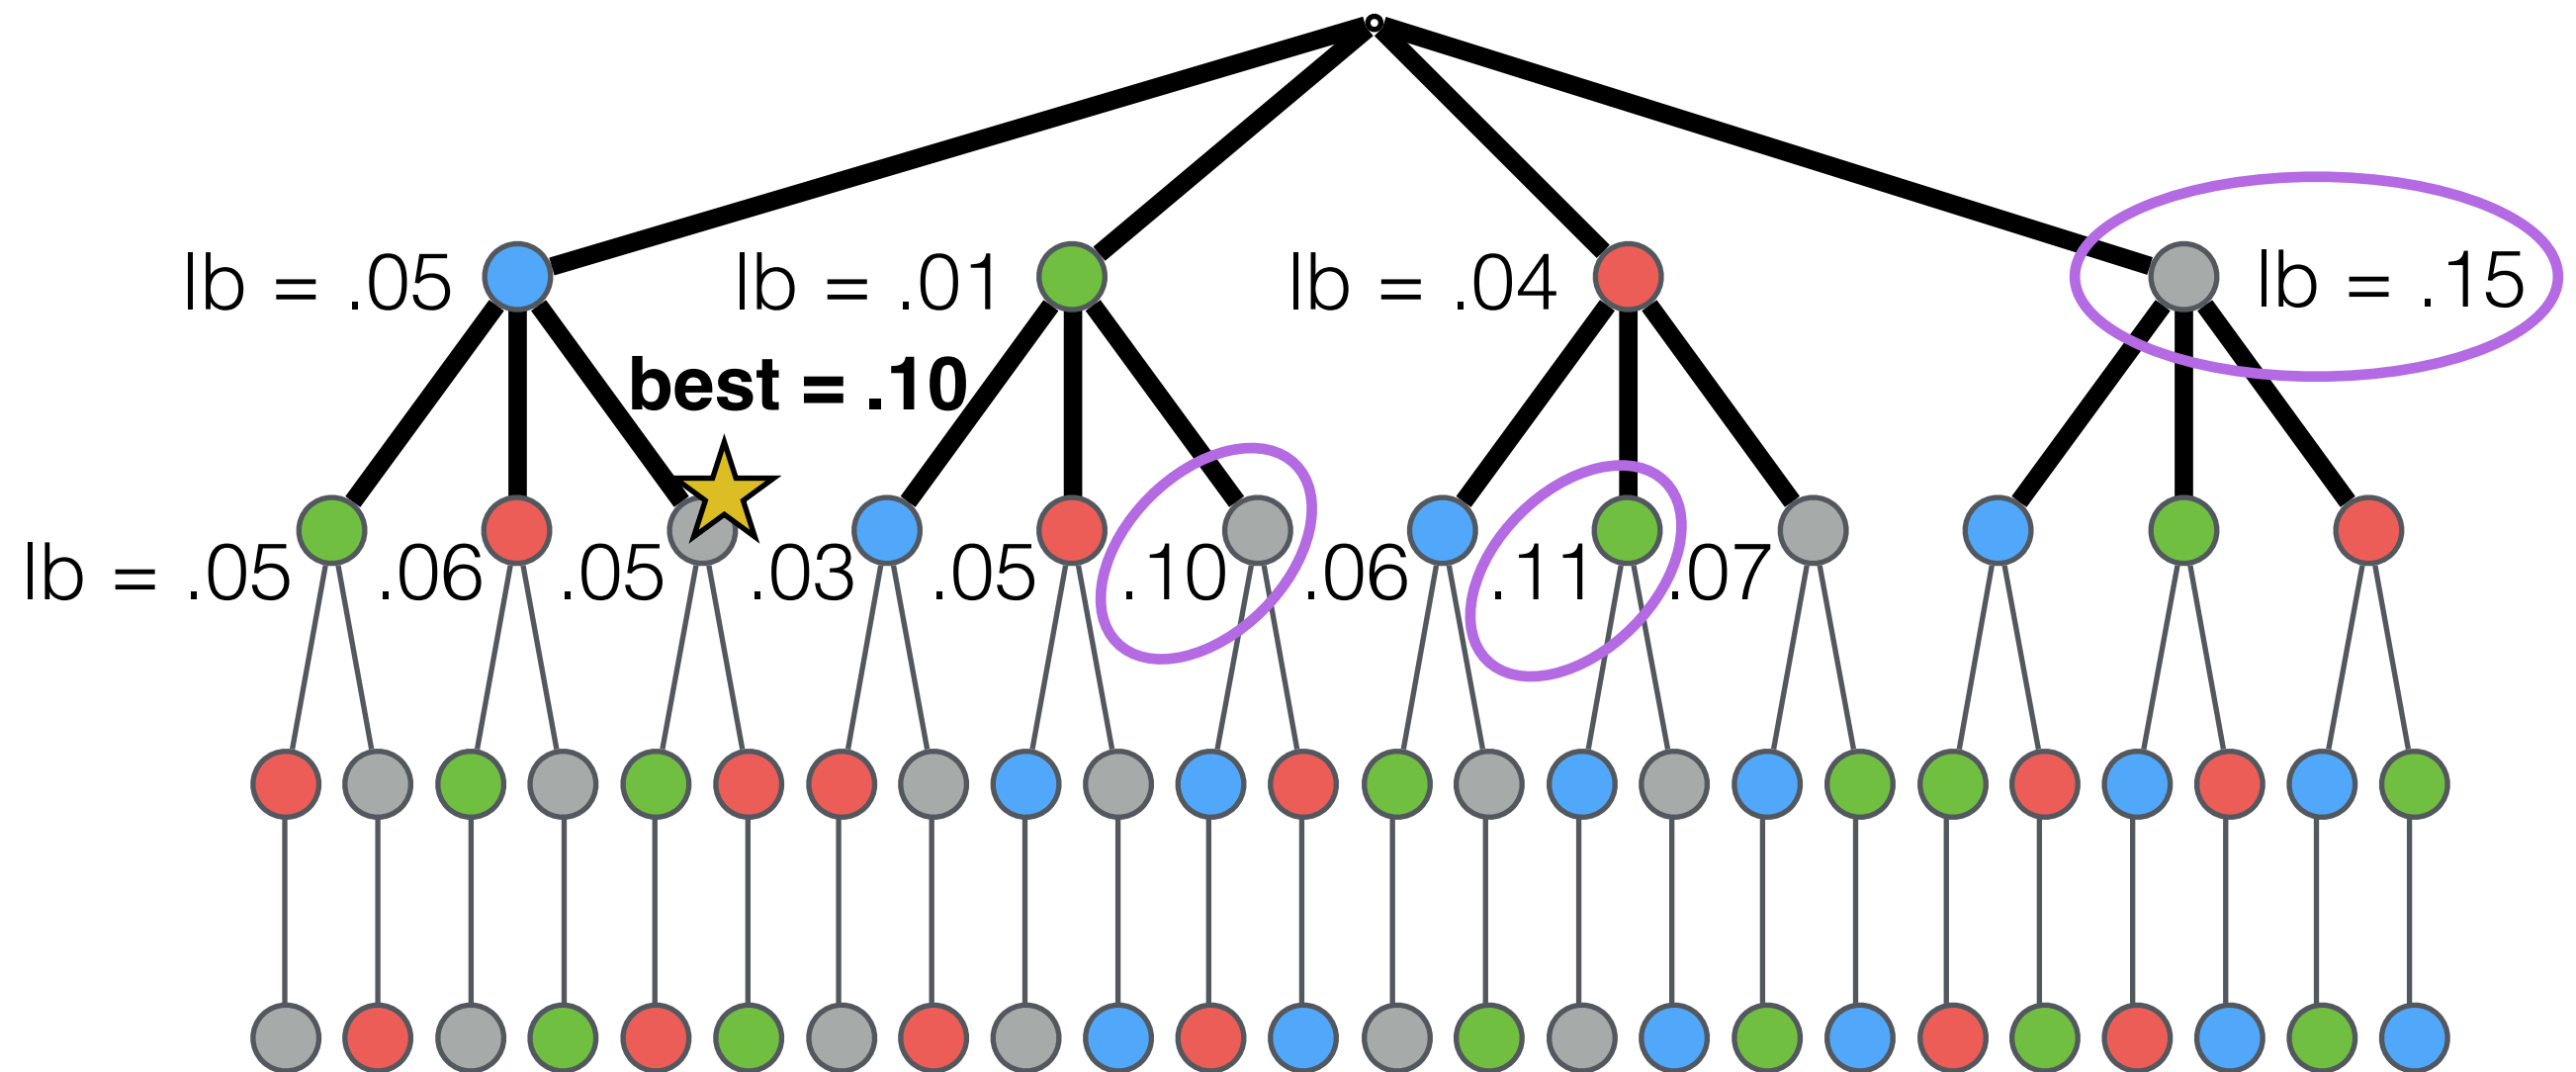 lb = .05
lb = .01
lb = .04
lb = .15
best = .10
lb = .05
.06
.05
.03
.05
.10
.06
.11
.07